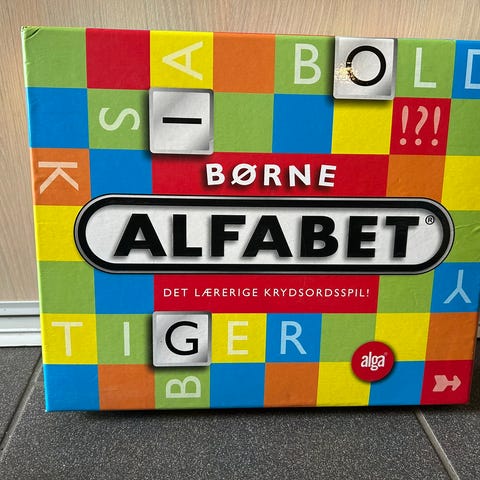 A BOLD
S I !?!
K
BØRNE
ALFABET®
DET LÆRERIGE KRYDSORDSSPIL!
Y
TIGER
alga
B